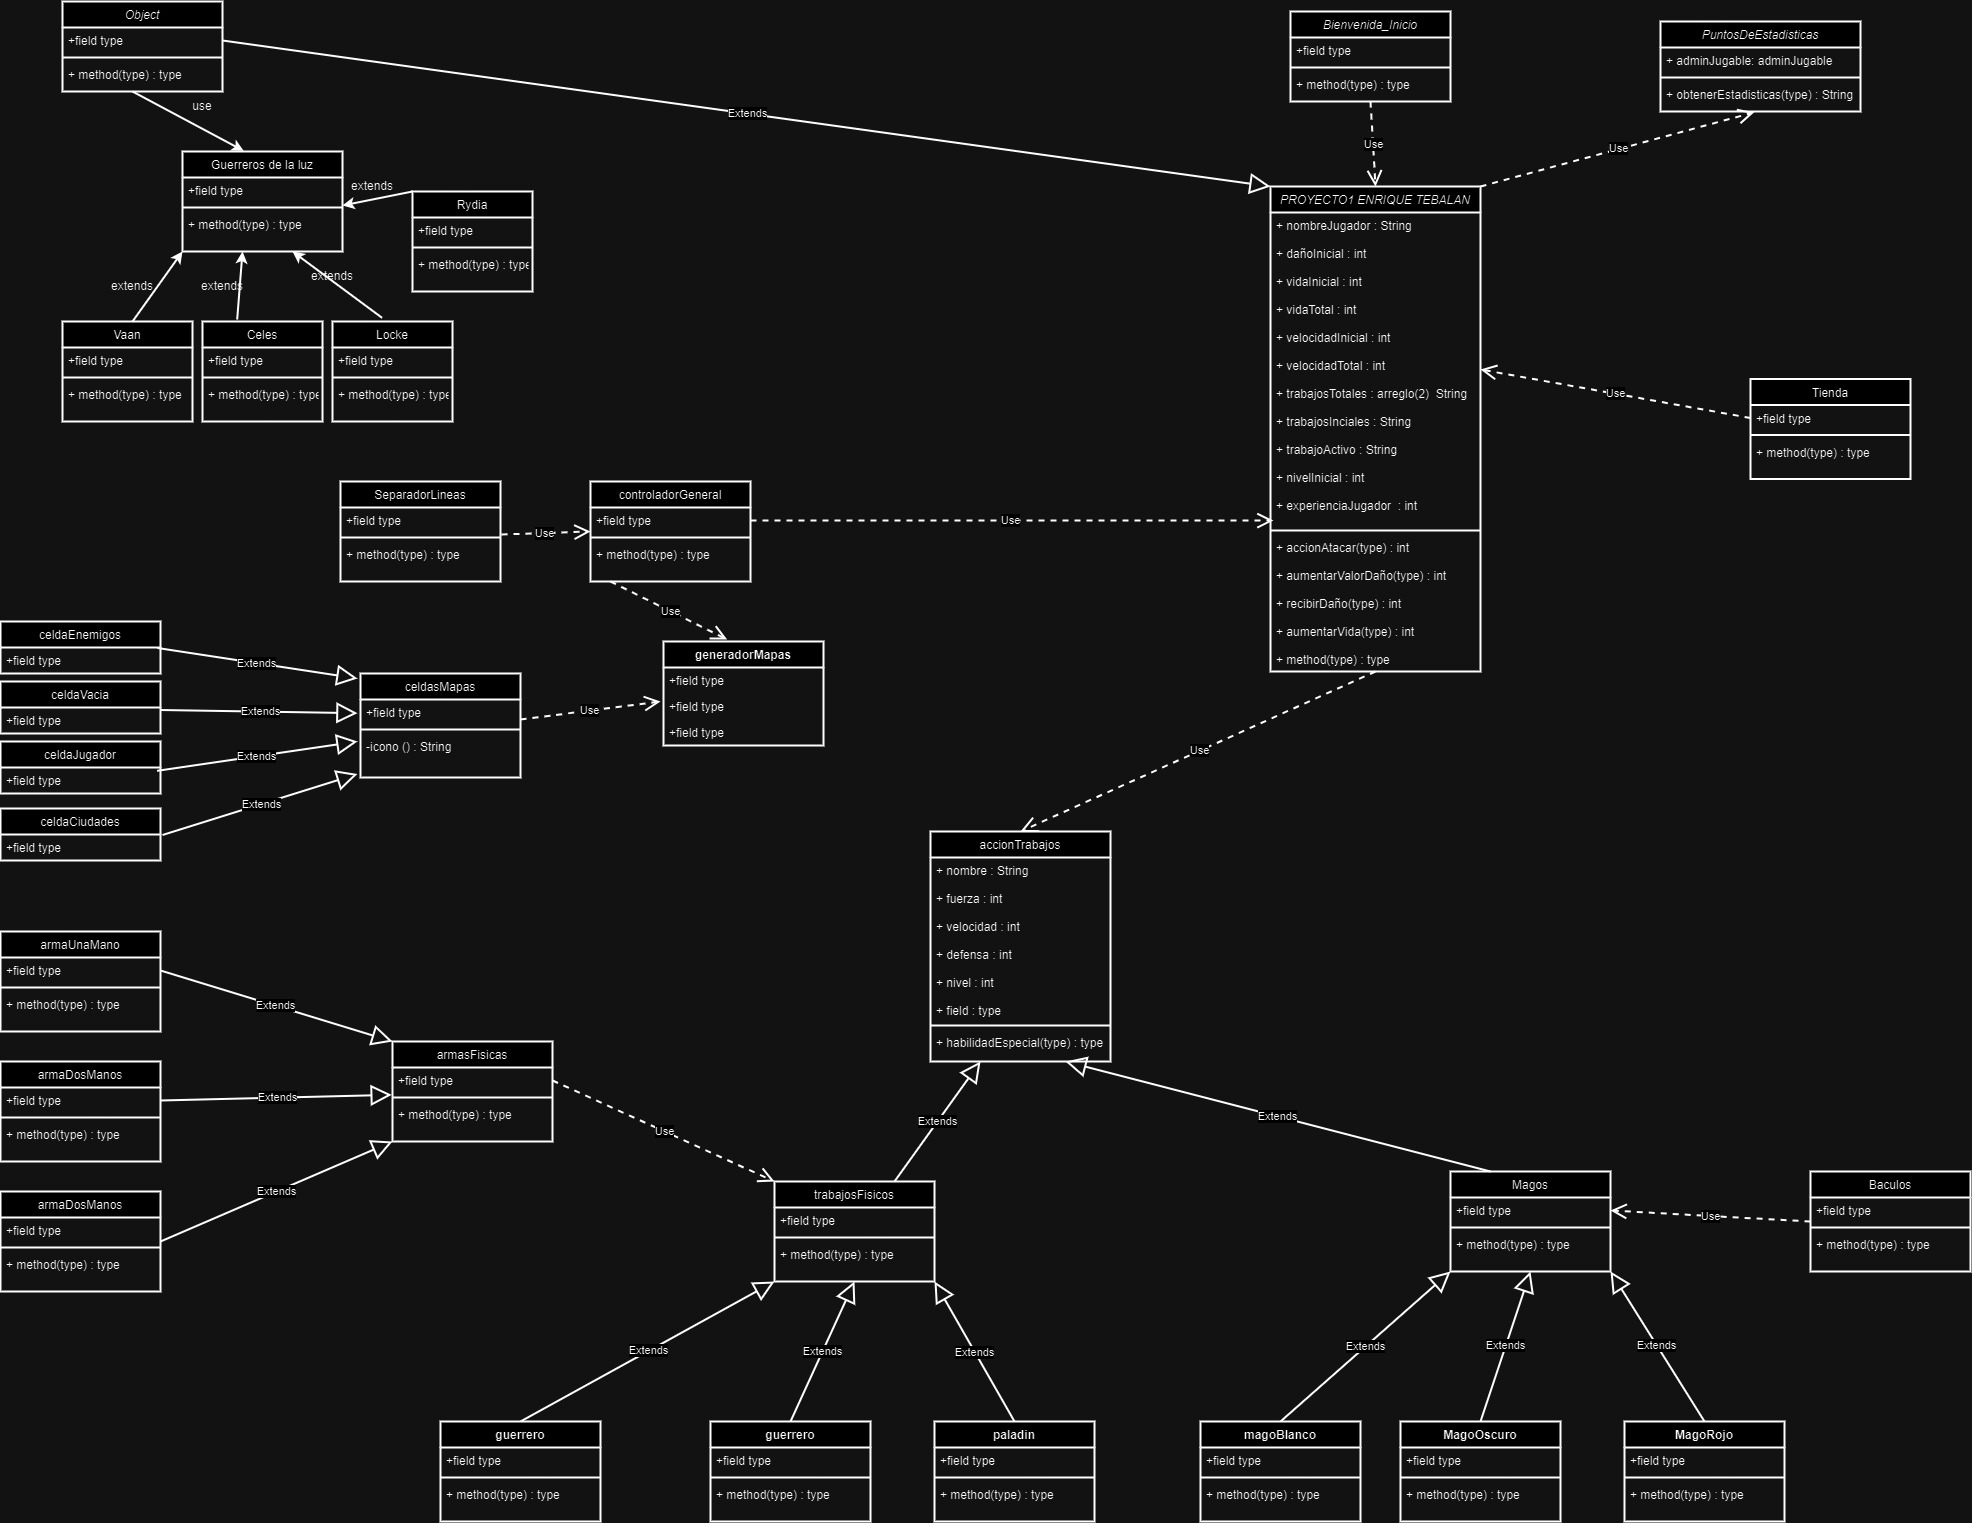 Object
+field type
+ method(type) : type
use
Extends
Bienvenida_Inicio
+field type
+ method(type) : type
Use
PuntosDeEstadisticas
+ adminJugable: adminJugable
+ obtenerEstadisticas(type) : String
Use
Guerreros de la luz
+field type
+ method(type) : type
extends
Rydia
+field type
+ method(type) : type
extends
extends
extends
Vaan
+field type
+ method(type) : type
Celes
+field type
+ method(type) : type
Locke
+field type
+ method(type) : type
PROYECTO1 ENRIQUE TEBALAN
+ nombreJugador : String
+ dañoInicial : int
+ vidaInicial : int
+ vidaTotal : int
+ velocidadInicial : int
+ velocidadTotal : int
+ trabajosTotales : arreglo(2) String
+ trabajosInciales : String
+ trabajoActivo : String
+ nivelInicial : int
+ experienciaJugador : int
+ accionAtacar(type) : int
+ aumentarValorDaño(type) : int
+ recibirDaño(type) : int
+ aumentarVida(type) : int
+ method(type) : type
Use
Tienda
+field type
+ method(type) : type
SeparadorLineas
+field type
+ method(type) : type
Use
controladorGeneral
+field type
+ method(type) : type
Use
Use
generadorMapas
+field type
+field type
+field type
celdaEnemigos
+field type
Extends
celdaVacia
+field type
Extends
celdaJugador
+field type
Extends
celdaCiudades
+field type
Extends
celdasMapas
+field type
-icono () : String
Use
Use
accionTrabajos
+ nombre : String
+ fuerza : int
+ velocidad : int
+ defensa : int
+ nivel : int
+ field : type
+ habilidadEspecial(type) : type
armaUnaMano
+field type
+ method(type) : type
Extends
armaDosManos
+field type
+ method(type) : type
Extends
armaDosManos
+field type
+ method(type) : type
Extends
armasFisicas
+field type
+ method(type) : type
Use
Extends
Extends
trabajosFisicos
+field type
+ method(type) : type
Magos
+field type
+ method(type) : type
Use
Baculos
+field type
+ method(type) : type
Extends
Extends
Extends
Extends
Extends
Extends
guerrero
+field type
+ method(type) : type
guerrero
+field type
+ method(type) : type
paladin
+field type
+ method(type) : type
magoBlanco
+field type
+ method(type) : type
MagoOscuro
+field type
+ method(type) : type
MagoRojo
+field type
+ method(type) : type